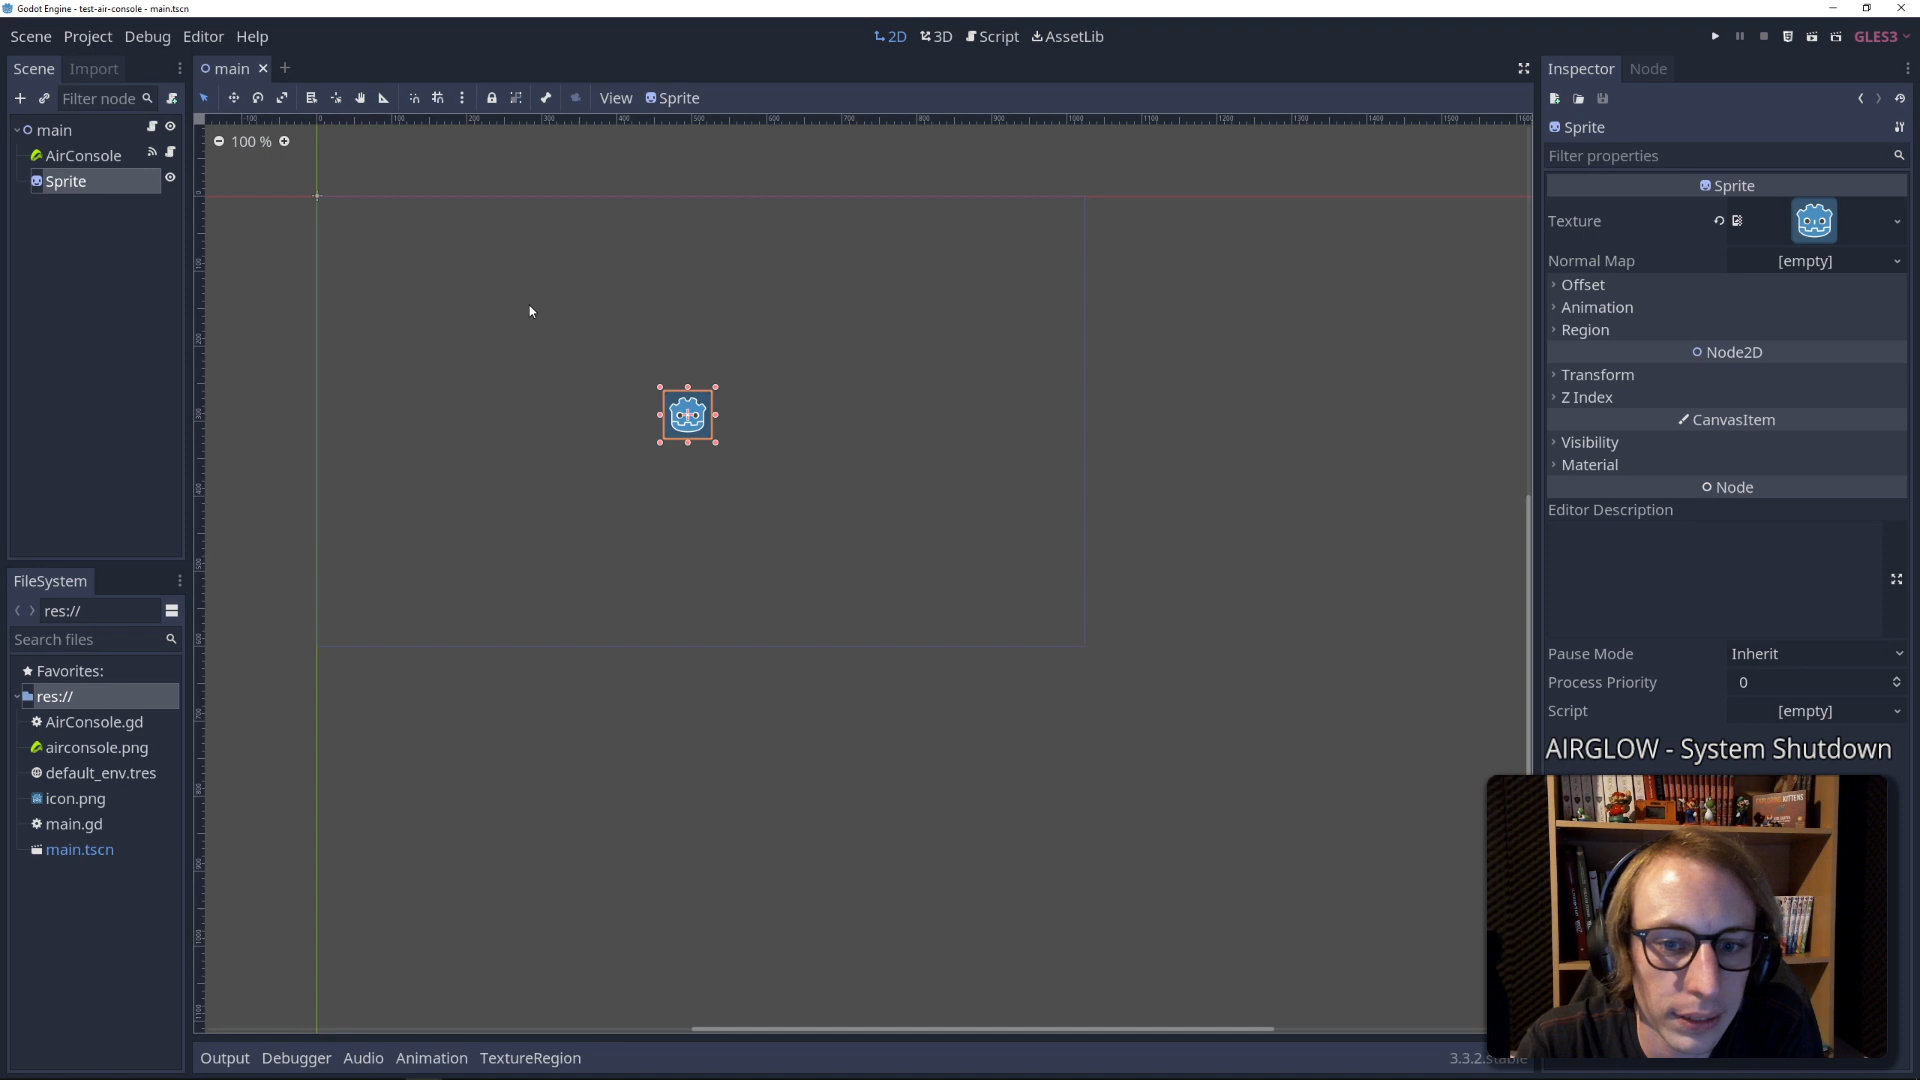 Godot Engine - test-air-console - main.tscn
Scene Project Debug Editor Help
2D 3D Script AssetLib
GLES3
Scene Import
main
Inspector Node
Filter node
View Sprite
main
AirConsole
Sprite
100 %
Sprite
Filter properties
Sprite
Texture
Normal Map [empty]
Offset
Animation
Region
Node2D
Transform
Z Index
CanvasItem
Visibility
Material
Node
Editor Description
Pause Mode Inherit
Process Priority 0
Script [empty]
AIRGLOW - System Shutdown
FileSystem
res://
Search files
Favorites:
res://
AirConsole.gd
airconsole.png
default_env.tres
icon.png
main.gd
main.tscn
Output Debugger Audio Animation TextureRegion
3.3.2.stable